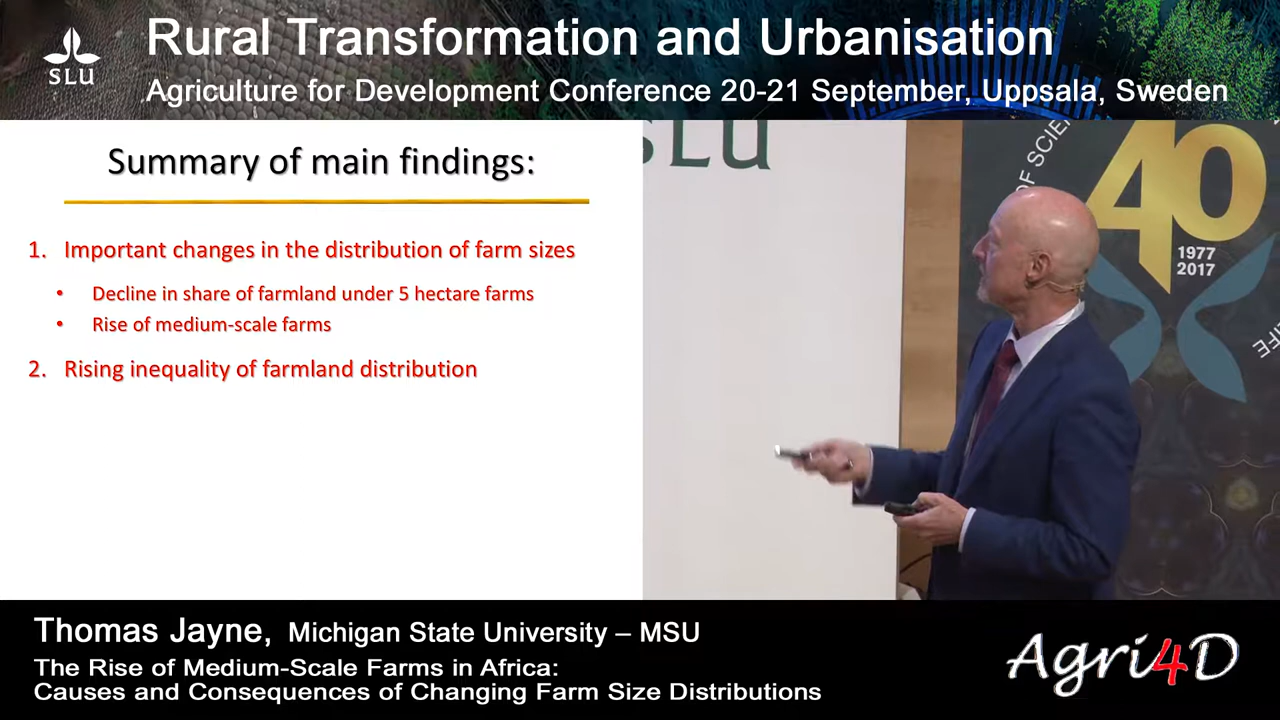 SLU
Rural Transformation and Urbanisation
Agriculture for Development Conference 20-21 September, Uppsala, Sweden
Summary of main findings:
1. Important changes in the distribution of farm sizes
• Decline in share of farmland under 5 hectare farms
• Rise of medium-scale farms
2. Rising inequality of farmland distribution
SLU
OF SCIEN
40
1977
2017
LIFE
Thomas Jayne, Michigan State University – MSU
The Rise of Medium-Scale Farms in Africa:
Causes and Consequences of Changing Farm Size Distributions
Agri4D